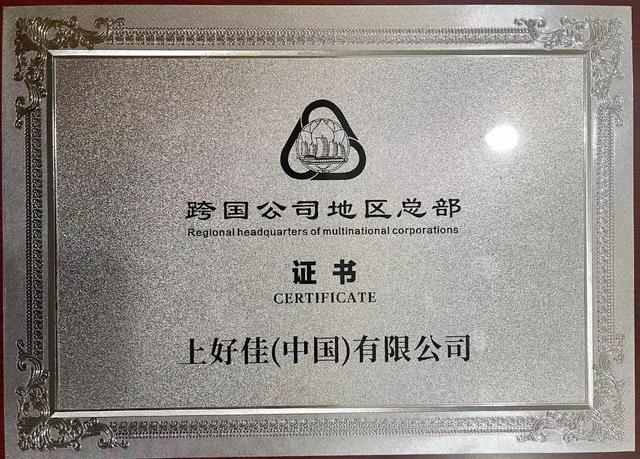 跨国公司地区总部
Regional headquarters of multinational corporations
证书
CERTIFICATE
上好佳(中国)有限公司